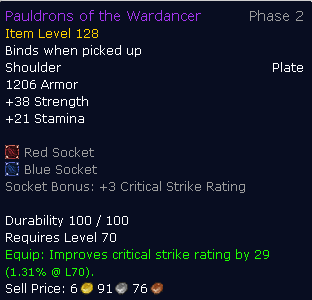 Pauldrons of the Wardancer Phase 2
Item Level 128
Binds when picked up
Shoulder Plate
1206 Armor
+38 Strength
+21 Stamina
Red Socket
Blue Socket
Socket Bonus: +3 Critical Strike Rating
Durability 100 / 100
Requires Level 70
Equip: Improves critical strike rating by 29
(1.31% @ L70).
Sell Price: 6 91 76